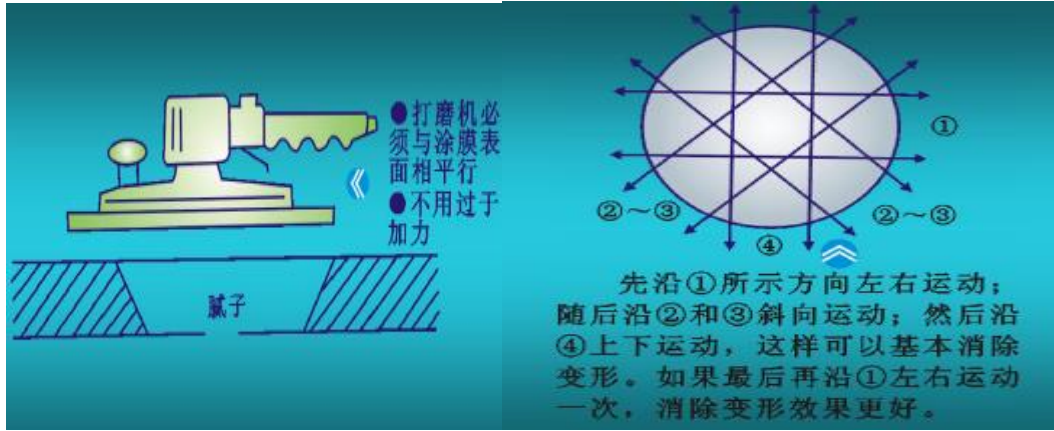 ●打磨机必
须与涂膜表
面相平行
●不用过于
加力
腻子
①
②～③
②～③
④
先沿①所示方向左右运动；
随后沿②和③斜向运动；然后沿
④上下运动，这样可以基本消除
变形。如果最后再沿①左右运动
一次，消除变形效果更好。